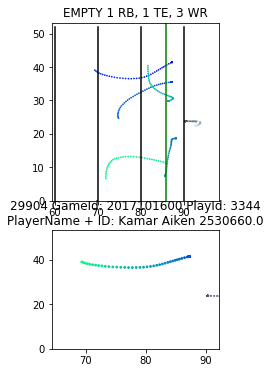 EMPTY 1 RB, 1 TE, 3 WR
50
40
30
20
10
0
60 70 80 90
29904 GameId: 2017101600 PlayId: 3344
PlayerName + ID: Kamar Aiken 2530660.0
40
20
0
70 80 90